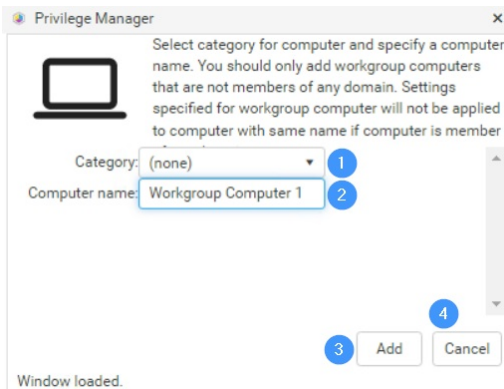 Privilege Manager
Select category for computer and specify a computer
name. You should only add workgroup computers
that are not members of any domain. Settings
specified for workgroup computer will not be applied
to computer with same name if computer is member
Category: (none) 1
Computer name: Workgroup Computer 1 2
4
3 Add Cancel
Window loaded.